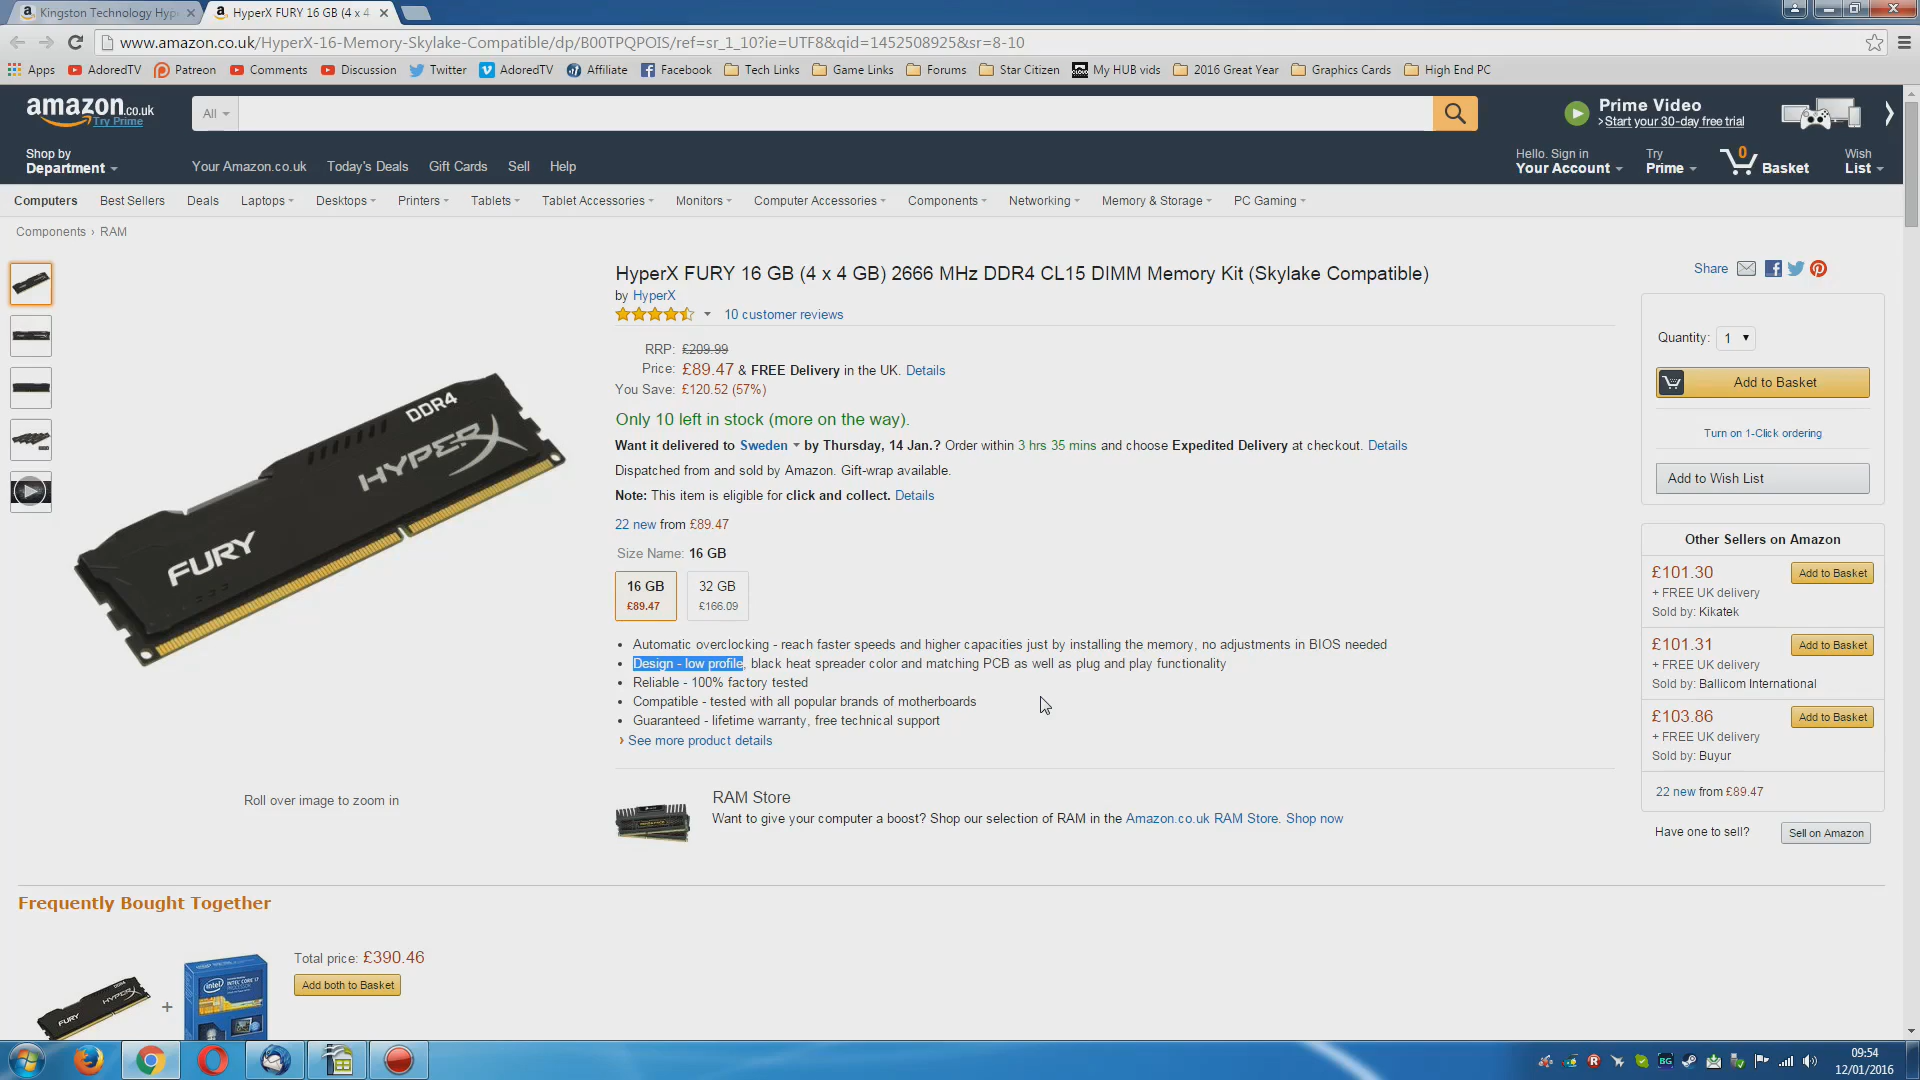 Kingston Technology Hype
HyperX FURY 16 GB (4 x 4
www.amazon.co.uk/HyperX-16-Memory-Skylake-Compatible/dp/B00TPQPOIS/ref=sr_1_10?ie=UTF8&qid=1452508925&sr=8-10
Apps AdoredTV Patreon Comments Discussion Twitter AdoredTV Affiliate Facebook Tech Links Game Links Forums Star Citizen My HUB vids 2016 Great Year Graphics Cards High End PC
amazon.co.uk
Try Prime
All
Prime Video
>Start your 30-day free trial
Shop by
Department
Your Amazon.co.uk Today's Deals Gift Cards Sell Help
Hello. Sign in
Your Account
Try
Prime
0
Basket
Wish
List
Computers Best Sellers Deals Laptops Desktops Printers Tablets Tablet Accessories Monitors Computer Accessories Components Networking Memory & Storage PC Gaming
Components › RAM
HyperX FURY 16 GB (4 x 4 GB) 2666 MHz DDR4 CL15 DIMM Memory Kit (Skylake Compatible)
by HyperX
10 customer reviews
RRP: £209.99
Price: £89.47 & FREE Delivery in the UK. Details
You Save: £120.52 (57%)
Only 10 left in stock (more on the way).
Want it delivered to Sweden by Thursday, 14 Jan.? Order within 3 hrs 35 mins and choose Expedited Delivery at checkout. Details
Dispatched from and sold by Amazon. Gift-wrap available.
Note: This item is eligible for click and collect. Details
22 new from £89.47
Size Name: 16 GB
16 GB
£89.47
32 GB
£166.09
• Automatic overclocking - reach faster speeds and higher capacities just by installing the memory, no adjustments in BIOS needed
• Design - low profile, black heat spreader color and matching PCB as well as plug and play functionality
• Reliable - 100% factory tested
• Compatible - tested with all popular brands of motherboards
• Guaranteed - lifetime warranty, free technical support
› See more product details
DDR4
HYPERX
FURY
Roll over image to zoom in
RAM Store
Want to give your computer a boost? Shop our selection of RAM in the Amazon.co.uk RAM Store. Shop now
Share
Quantity: 1
Add to Basket
Turn on 1-Click ordering
Add to Wish List
Other Sellers on Amazon
£101.30
Add to Basket
+ FREE UK delivery
Sold by: Kikatek
£101.31
Add to Basket
+ FREE UK delivery
Sold by: Ballicom International
£103.86
Add to Basket
+ FREE UK delivery
Sold by: Buyur
22 new from £89.47
Have one to sell?
Sell on Amazon
Frequently Bought Together
Total price: £390.46
Add both to Basket
HYPERX
FURY
+
intel CORE i7
09:54
12/01/2016